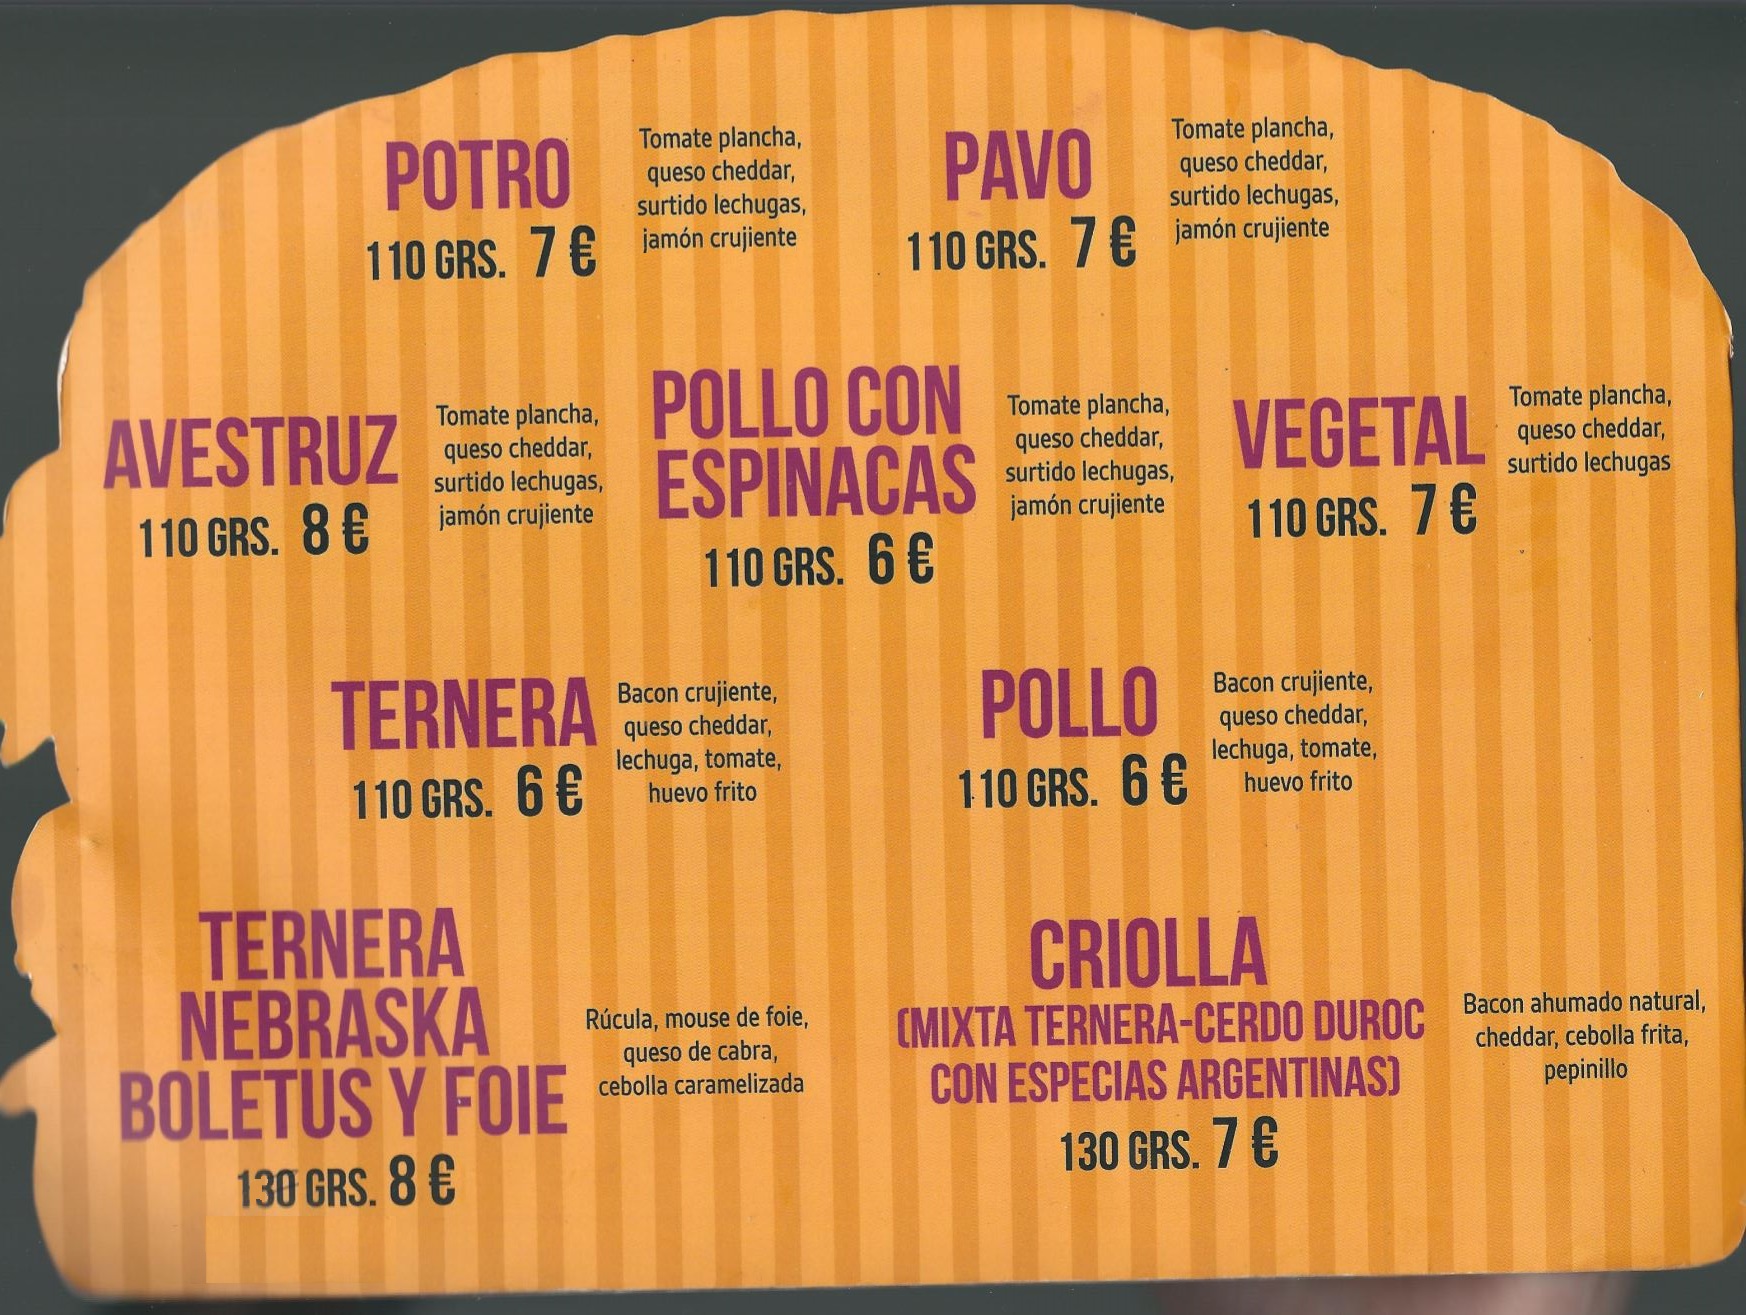 POTRO
110 GRS. 7 €
Tomate plancha,
queso cheddar,
surtido lechugas,
jamón crujiente
PAVO
110 GRS. 7 €
Tomate plancha,
queso cheddar,
surtido lechugas,
jamón crujiente
AVESTRUZ
110 GRS. 8 €
Tomate plancha,
queso cheddar,
surtido lechugas,
jamón crujiente
POLLO CON
ESPINACAS
110 GRS. 6 €
Tomate plancha,
queso cheddar,
surtido lechugas,
jamón crujiente
VEGETAL
110 GRS. 7 €
Tomate plancha,
queso cheddar,
surtido lechugas
TERNERA
110 GRS. 6 €
Bacon crujiente,
queso cheddar,
lechuga, tomate,
huevo frito
POLLO
110 GRS. 6 €
Bacon crujiente,
queso cheddar,
lechuga, tomate,
huevo frito
TERNERA
NEBRASKA
BOLETUS Y FOIE
130 GRS. 8 €
Rúcula, mouse de foie,
queso de cabra,
cebolla caramelizada
CRIOLLA
(MIXTA TERNERA-CERDO DUROC
CON ESPECIAS ARGENTINAS)
130 GRS. 7 €
Bacon ahumado natural,
cheddar, cebolla frita,
pepinillo